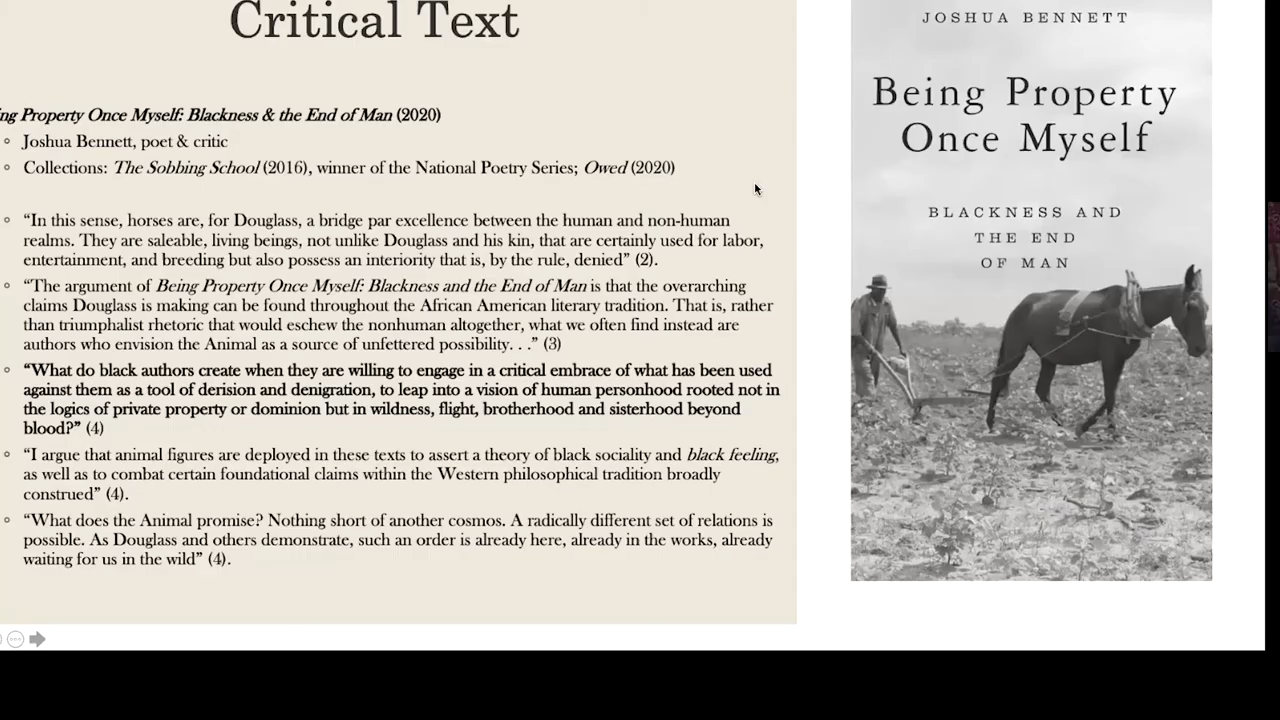 Critical Text
ing Property Once Myself: Blackness & the End of Man (2020)
Joshua Bennett, poet & critic
Collections: The Sobbing School (2016), winner of the National Poetry Series; Owed (2020)
“In this sense, horses are, for Douglass, a bridge par excellence between the human and non-human
realms. They are saleable, living beings, not unlike Douglass and his kin, that are certainly used for labor,
entertainment, and breeding but also possess an interiority that is, by the rule, denied” (2).
“The argument of Being Property Once Myself: Blackness and the End of Man is that the overarching
claims Douglass is making can be found throughout the African American literary tradition. That is, rather
than triumphalist rhetoric that would eschew the nonhuman altogether, what we often find instead are
authors who envision the Animal as a source of unfettered possibility. . .” (3)
“What do black authors create when they are willing to engage in a critical embrace of what has been used
against them as a tool of derision and denigration, to leap into a vision of human personhood rooted not in
the logics of private property or dominion but in wildness, flight, brotherhood and sisterhood beyond
blood?” (4)
“I argue that animal figures are deployed in these texts to assert a theory of black sociality and black feeling,
as well as to combat certain foundational claims within the Western philosophical tradition broadly
construed” (4).
“What does the Animal promise? Nothing short of another cosmos. A radically different set of relations is
possible. As Douglass and others demonstrate, such an order is already here, already in the works, already
waiting for us in the wild” (4).
JOSHUA BENNETT
Being Property
Once Myself
BLACKNESS AND
THE END
OF MAN